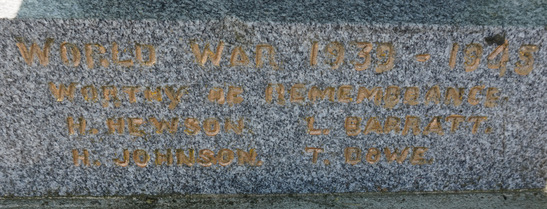 WORLD WAR 1939 - 1945
WORTHY OF REMEMBRANCE.
H. HEWSON. L. BARRATT.
H. JOHNSON. T. DOWE.